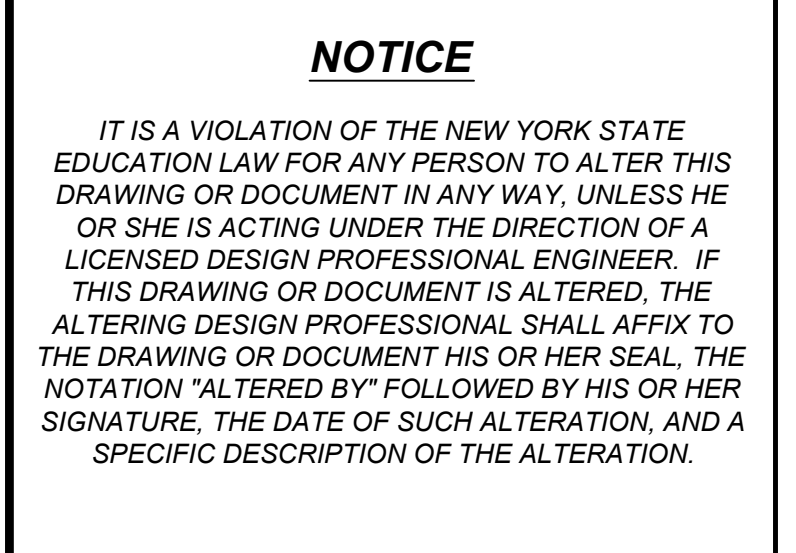 NOTICE
IT IS A VIOLATION OF THE NEW YORK STATE
EDUCATION LAW FOR ANY PERSON TO ALTER THIS
DRAWING OR DOCUMENT IN ANY WAY, UNLESS HE
OR SHE IS ACTING UNDER THE DIRECTION OF A
LICENSED DESIGN PROFESSIONAL ENGINEER.  IF
THIS DRAWING OR DOCUMENT IS ALTERED, THE
ALTERING DESIGN PROFESSIONAL SHALL AFFIX TO
THE DRAWING OR DOCUMENT HIS OR HER SEAL, THE
NOTATION "ALTERED BY" FOLLOWED BY HIS OR HER
SIGNATURE, THE DATE OF SUCH ALTERATION, AND A
SPECIFIC DESCRIPTION OF THE ALTERATION.